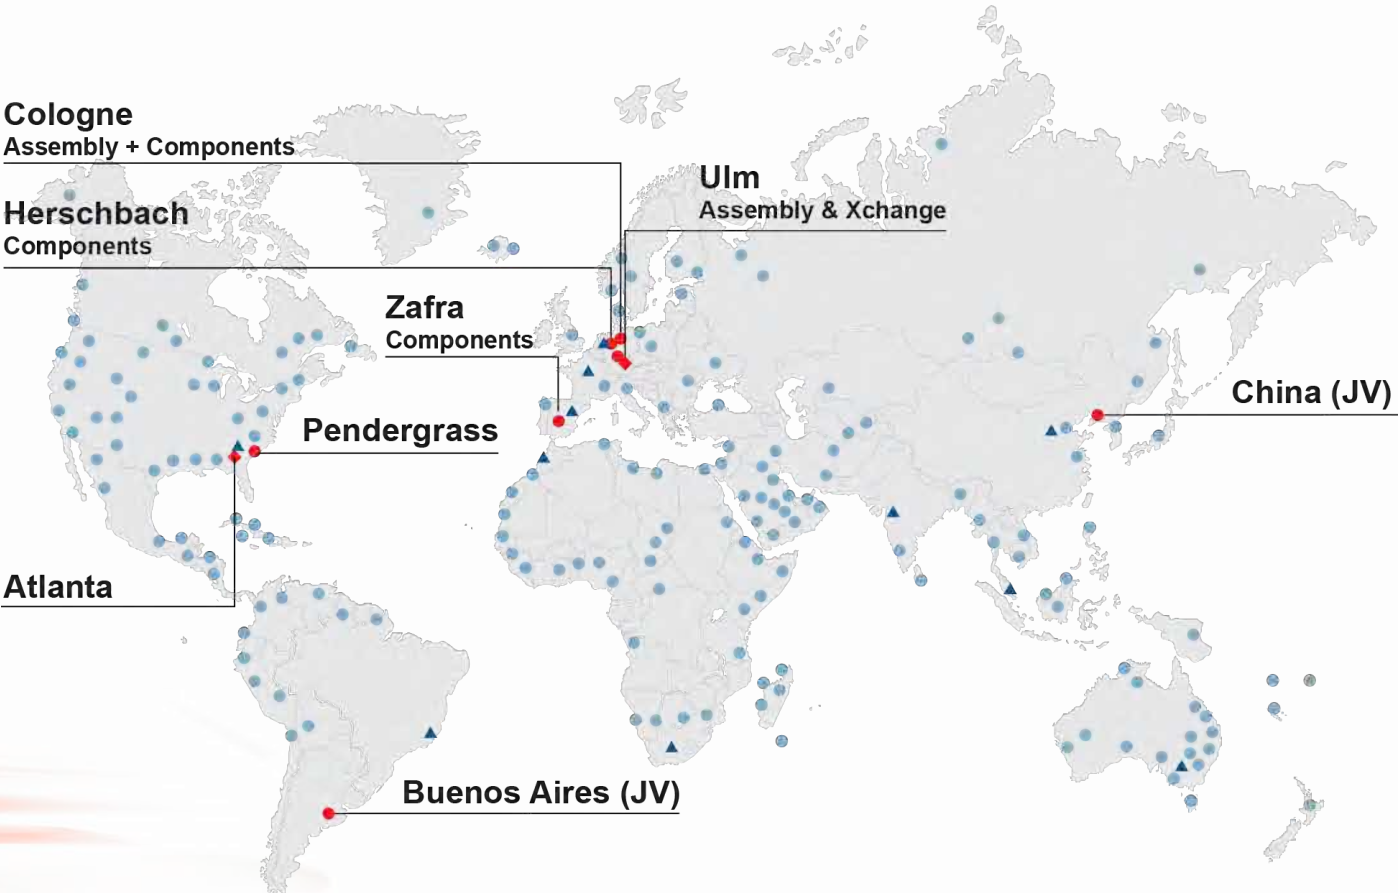 Cologne
Assembly + Components
Ulm
Assembly & Xchange
Herschbach
Components
Zafra
Components
China (JV)
Pendergrass
Atlanta
Buenos Aires (JV)